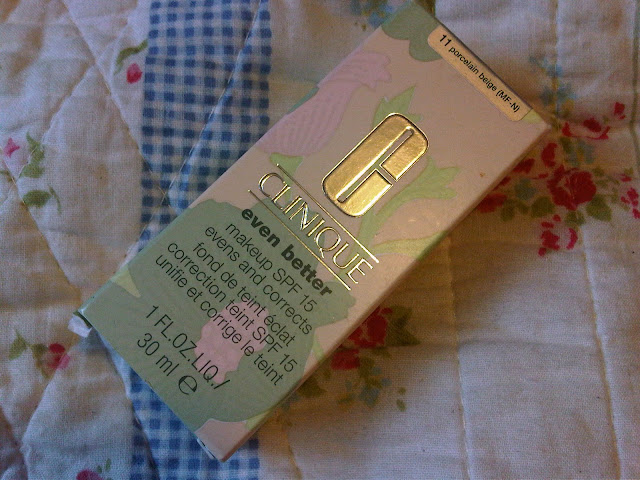 11 porcelain beige (MF-N)
CLINIQUE
even better
makeup SPF 15
evens and corrects
fond de teint éclat
correction teint SPF 15
unifie et corrige le teint
1 FL.OZ.LIQ./
30 ml e